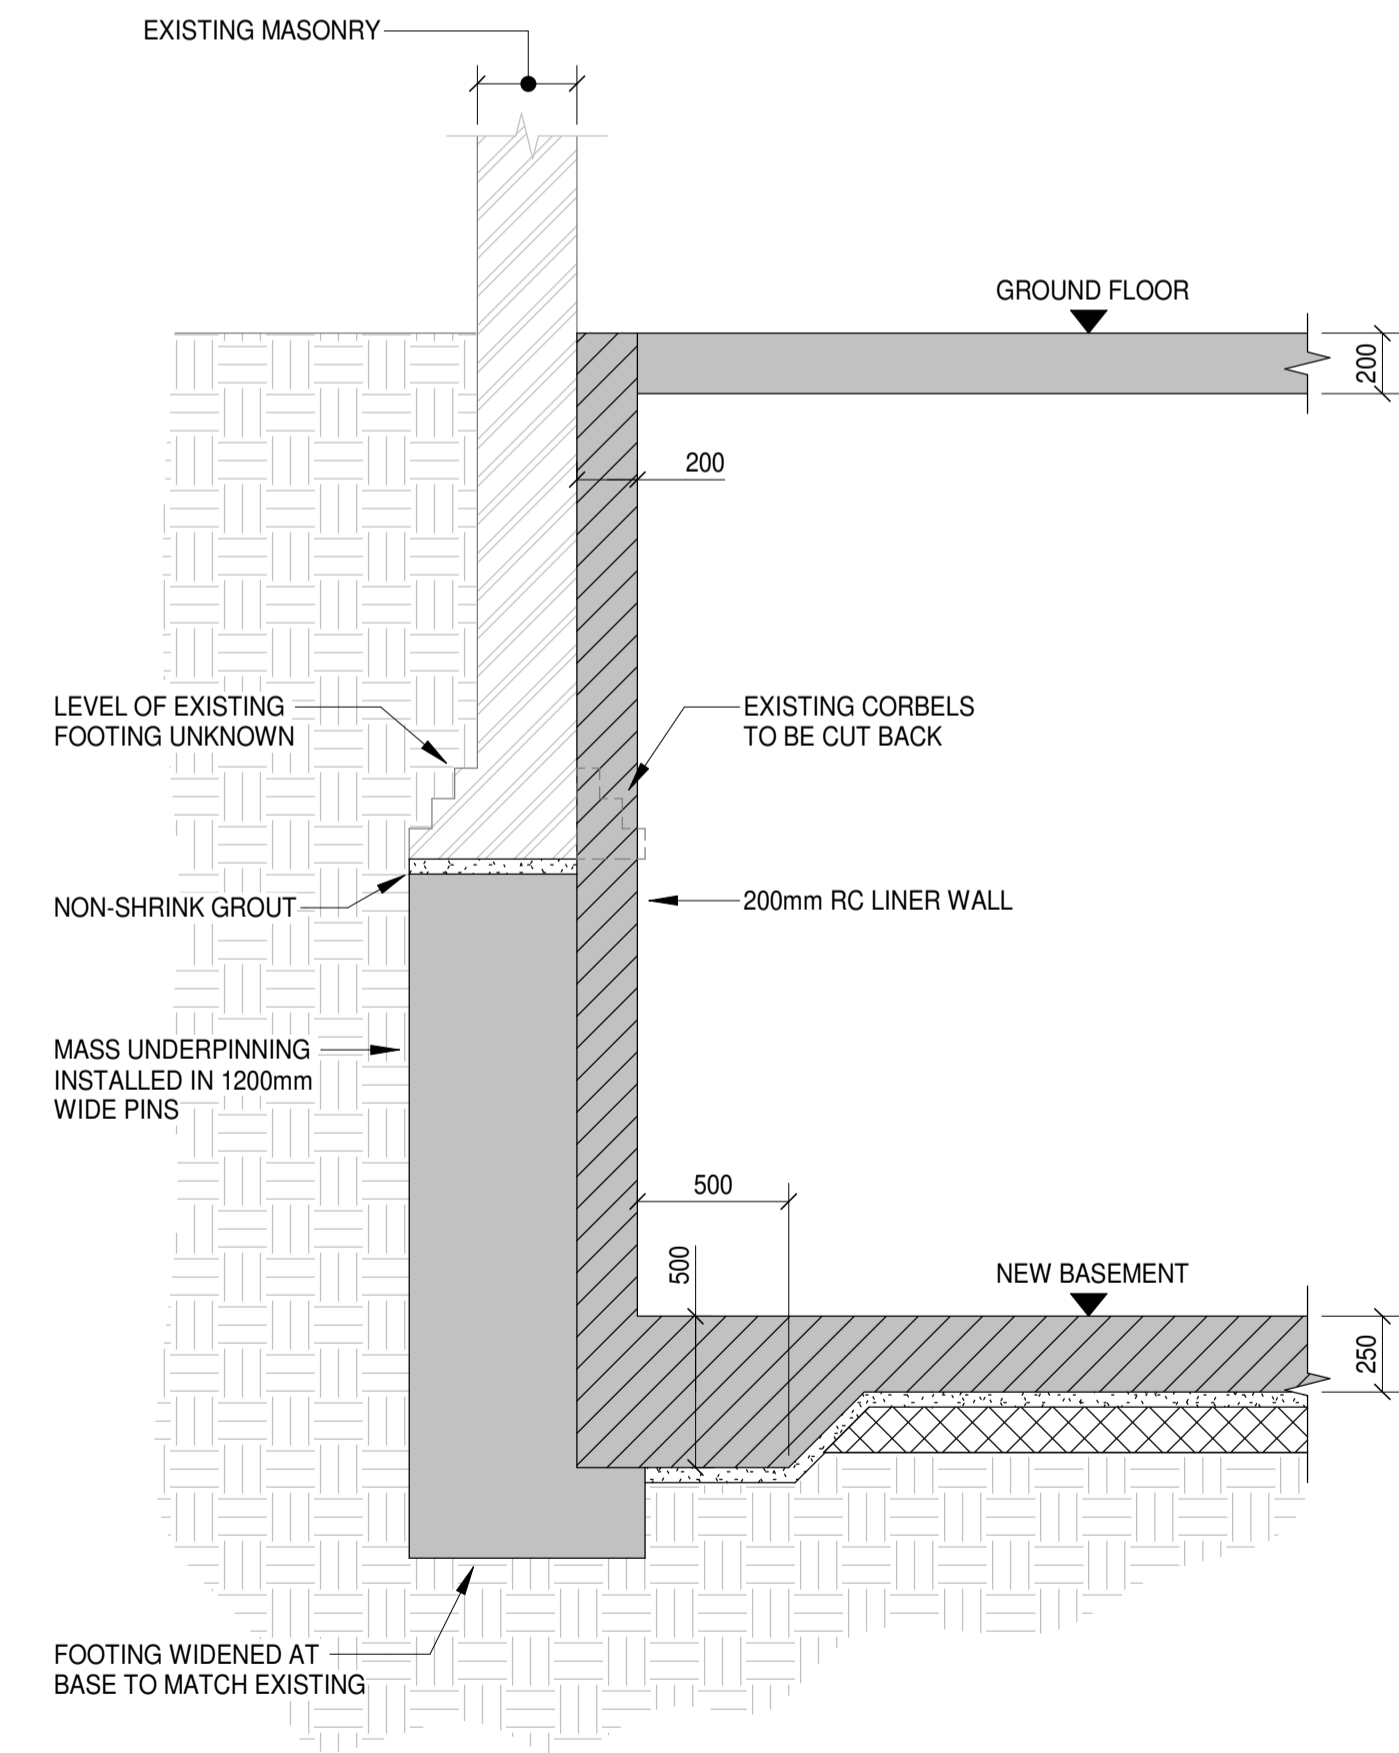 EXISTING MASONRY
GROUND FLOOR
200
200
LEVEL OF EXISTING
FOOTING UNKNOWN
EXISTING CORBELS
TO BE CUT BACK
NON-SHRINK GROUT
200mm RC LINER WALL
MASS UNDERPINNING
INSTALLED IN 1200mm
WIDE PINS
500
500
NEW BASEMENT
250
FOOTING WIDENED AT
BASE TO MATCH EXISTING